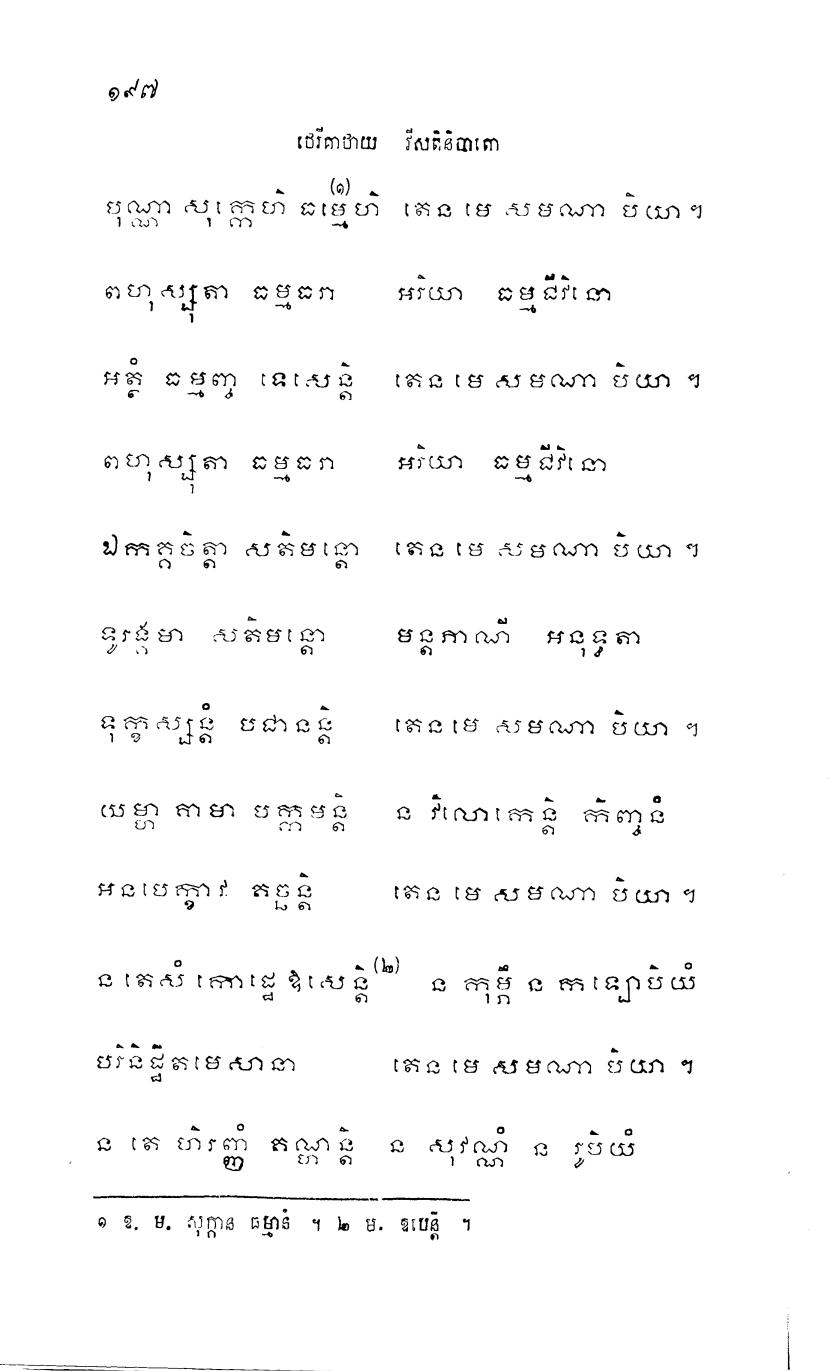 ១៩៧
ថេរីគាថាយ វីសតិនិបាតោ
បុណ្ណា សុក្កេហិ ធម្មេហិ (១) តេន មេ សមណា បិយា ។
ពហុស្សុតា ធម្មធរា អរិយា ធម្មជីវិនោ
អត្ថំ ធម្មញ្ច ទេសេន្តិ តេន មេ សមណា បិយា ។
ពហុស្សុតា ធម្មធរា អរិយា ធម្មជីវិនោ
ឯកគ្គចិត្តា សតិមន្តោ តេន មេ សមណា បិយា ។
ទូរង្គមា សតិមន្តោ មន្តភាណី អនុទ្ធតា
ទុក្ខស្សន្តំ បជានន្តិ តេន មេ សមណា បិយា ។
យម្ហា គាមា បក្កមន្តិ ន វិលោកេន្តិ កិញ្ចនំ
អនបេក្ខាវ គច្ឆន្តិ តេន មេ សមណា បិយា ។
ន តេសំ កោដ្ឋេ ឱសេន្តិ (២) ន កុម្ភឹ ន កឡោបិយំ
បរិនិដ្ឋិតមេសានា តេន មេ សមណា បិយា ។
ន តេ ហិរញ្ញំ គណ្ហន្តិ ន សុវណ្ណំ ន រូបិយំ
១ ឱ. ម. សុក្កាន ធម្មានំ ។ ២ ម. ឱបេន្តិ ។